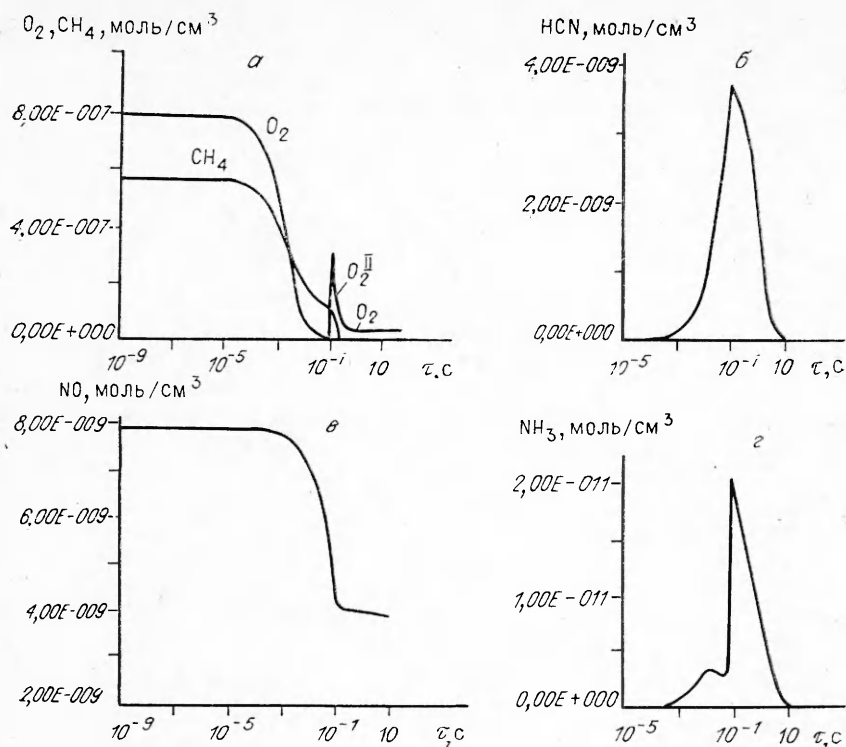 O₂, CH₄, моль/см³
а
8,00E-007
O₂
CH₄
4,00E-007
O₂ᴵᴵ
O₂
0,00E+000
10⁻⁹ 10⁻⁵ 10⁻ⁱ 10 τ,с
HCN, моль/см³
б
4,00E-009
2,00E-009
0,00E+000
10⁻⁵ 10⁻ⁱ 10 τ,с
NO, моль/см³
в
8,00E-009
6,00E-009
4,00E-009
2,00E-009
10⁻⁹ 10⁻⁵ 10⁻¹ 10 τ,с
NH₃, моль/см³
г
2,00E-011
1,00E-011
0,00E+000
10⁻⁵ 10⁻¹ 10 τ,с